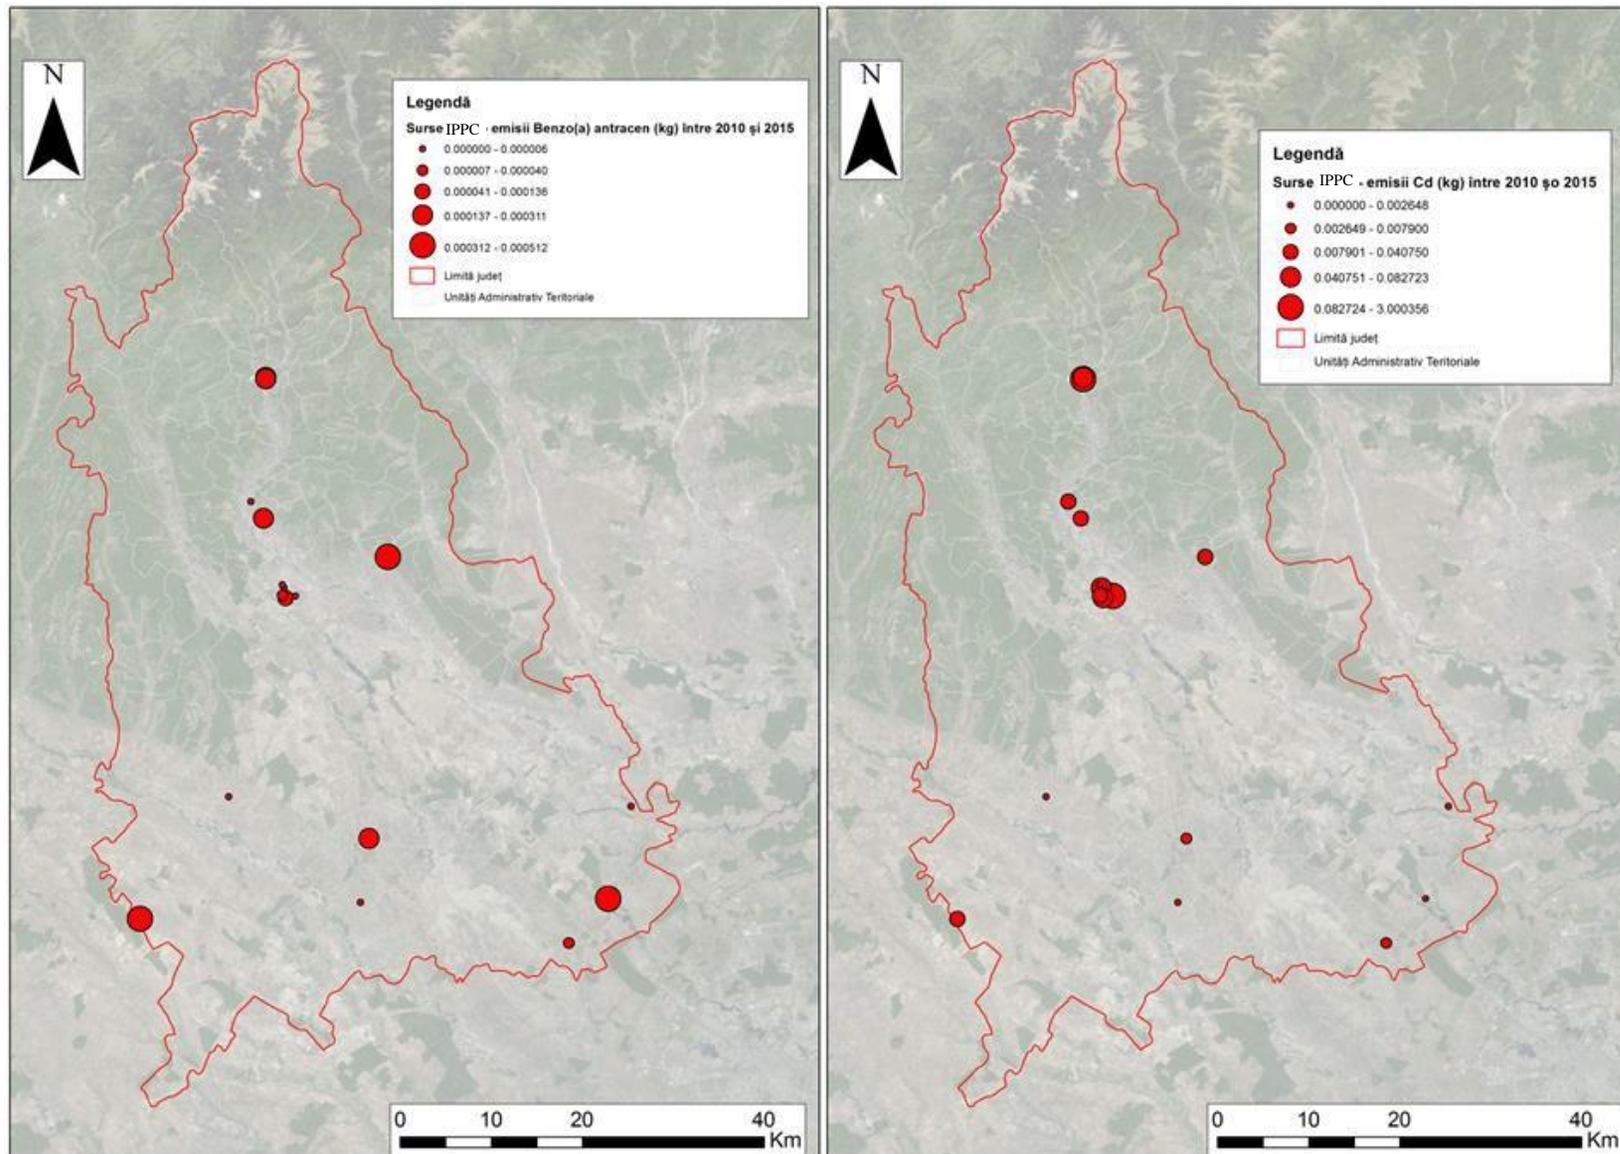 N
Legendă
Surse IPPC - emisii Benzo(a) antracen (kg) între 2010 și 2015
0.000000 - 0.000006
0.000007 - 0.000040
0.000041 - 0.000136
0.000137 - 0.000311
0.000312 - 0.000512
Limită județ
Unități Administrativ Teritoriale
0 10 20 40
Km
N
Legendă
Surse IPPC - emisii Cd (kg) între 2010 șo 2015
0.000000 - 0.002648
0.002649 - 0.007900
0.007901 - 0.040750
0.040751 - 0.082723
0.082724 - 3.000356
Limită județ
Unități Administrativ Teritoriale
0 10 20 40
Km